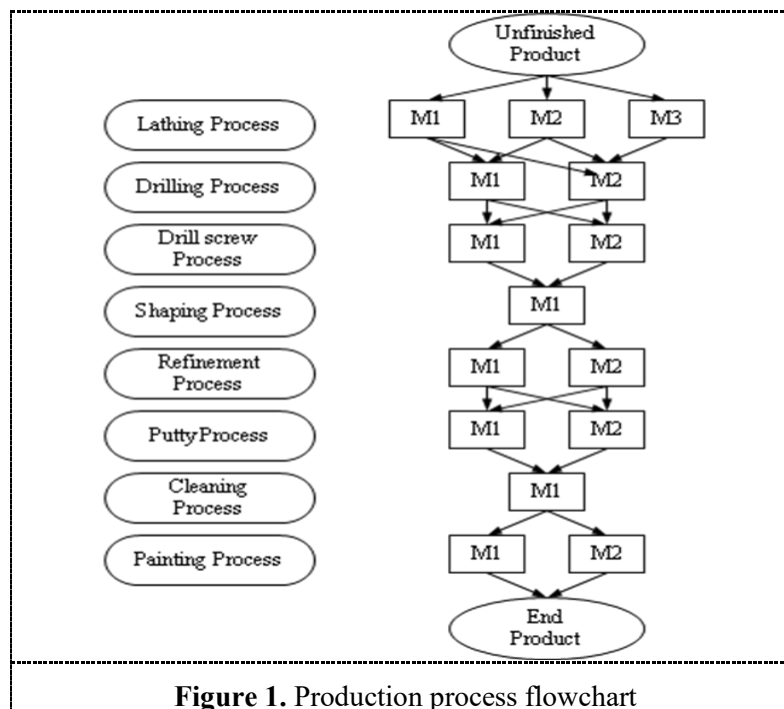 Unfinished
Product
Lathing Process
M1 M2 M3
Drilling Process
M1 M2
Drill screw
Process
M1 M2
Shaping Process
M1
Refinement
Process
M1 M2
PuttyProcess
M1 M2
Cleaning
Process
M1
Painting Process
M1 M2
End
Product
Figure 1. Production process flowchart